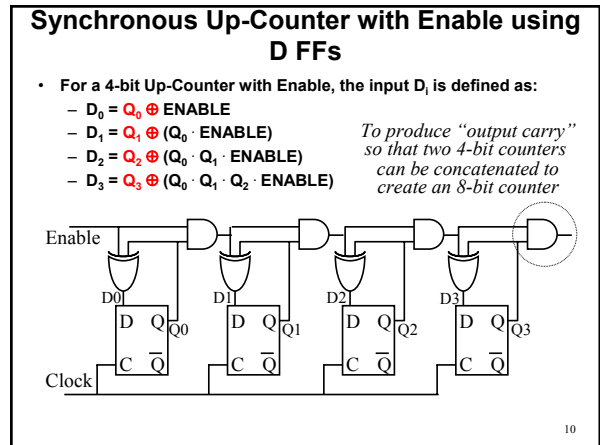 Synchronous Up-Counter with Enable using
D FFs
• For a 4-bit Up-Counter with Enable, the input Di is defined as:
– D0 = Q0 ⊕ ENABLE
– D1 = Q1 ⊕ (Q0 · ENABLE)
– D2 = Q2 ⊕ (Q0 · Q1 · ENABLE)
– D3 = Q3 ⊕ (Q0 · Q1 · Q2 · ENABLE)
To produce “output carry”
so that two 4-bit counters
can be concatenated to
create an 8-bit counter
Enable
D0 D1 D2 D3
D Q Q0 D Q Q1 D Q Q2 D Q Q3
C Q̅ C Q̅ C Q̅ C Q̅
Clock
10